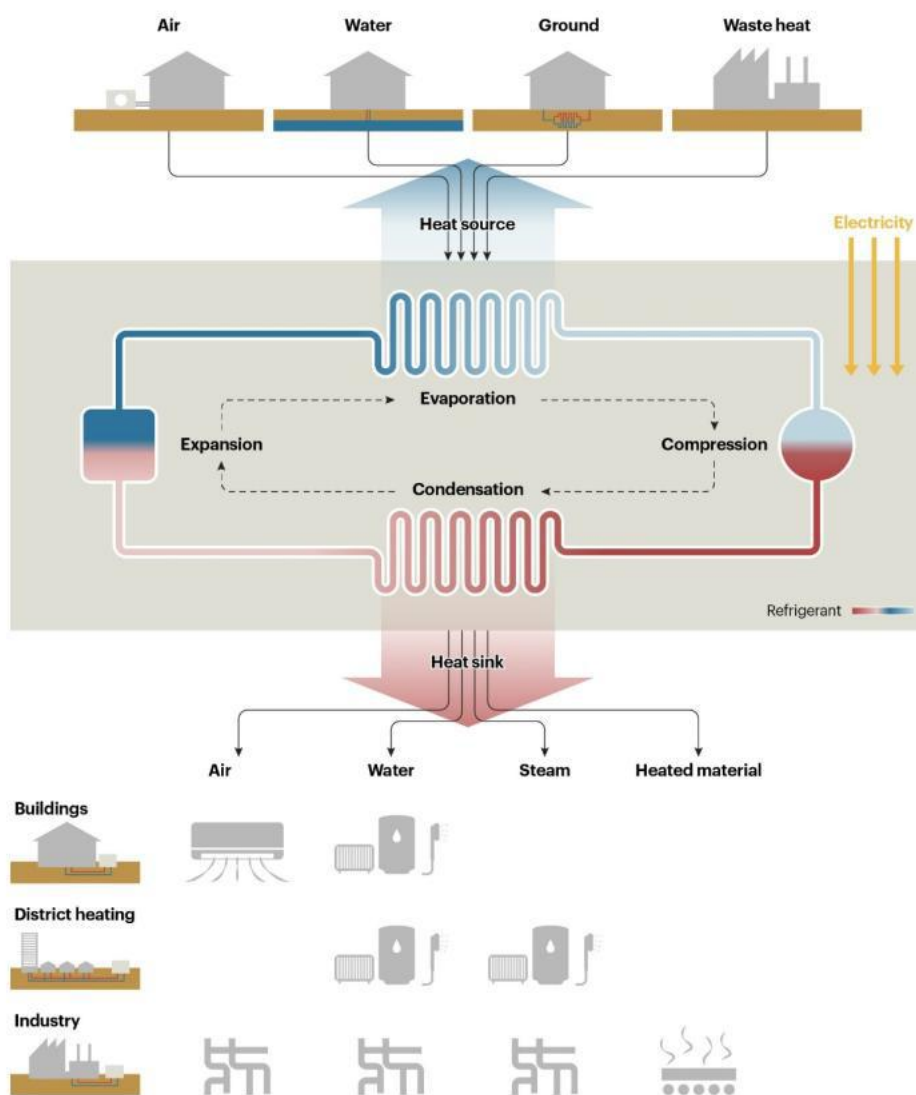 Air
Water
Ground
Waste heat
Heat source
Electricity
Evaporation
Expansion
Compression
Condensation
Refrigerant
Heat sink
Air
Water
Steam
Heated material
Buildings
District heating
Industry